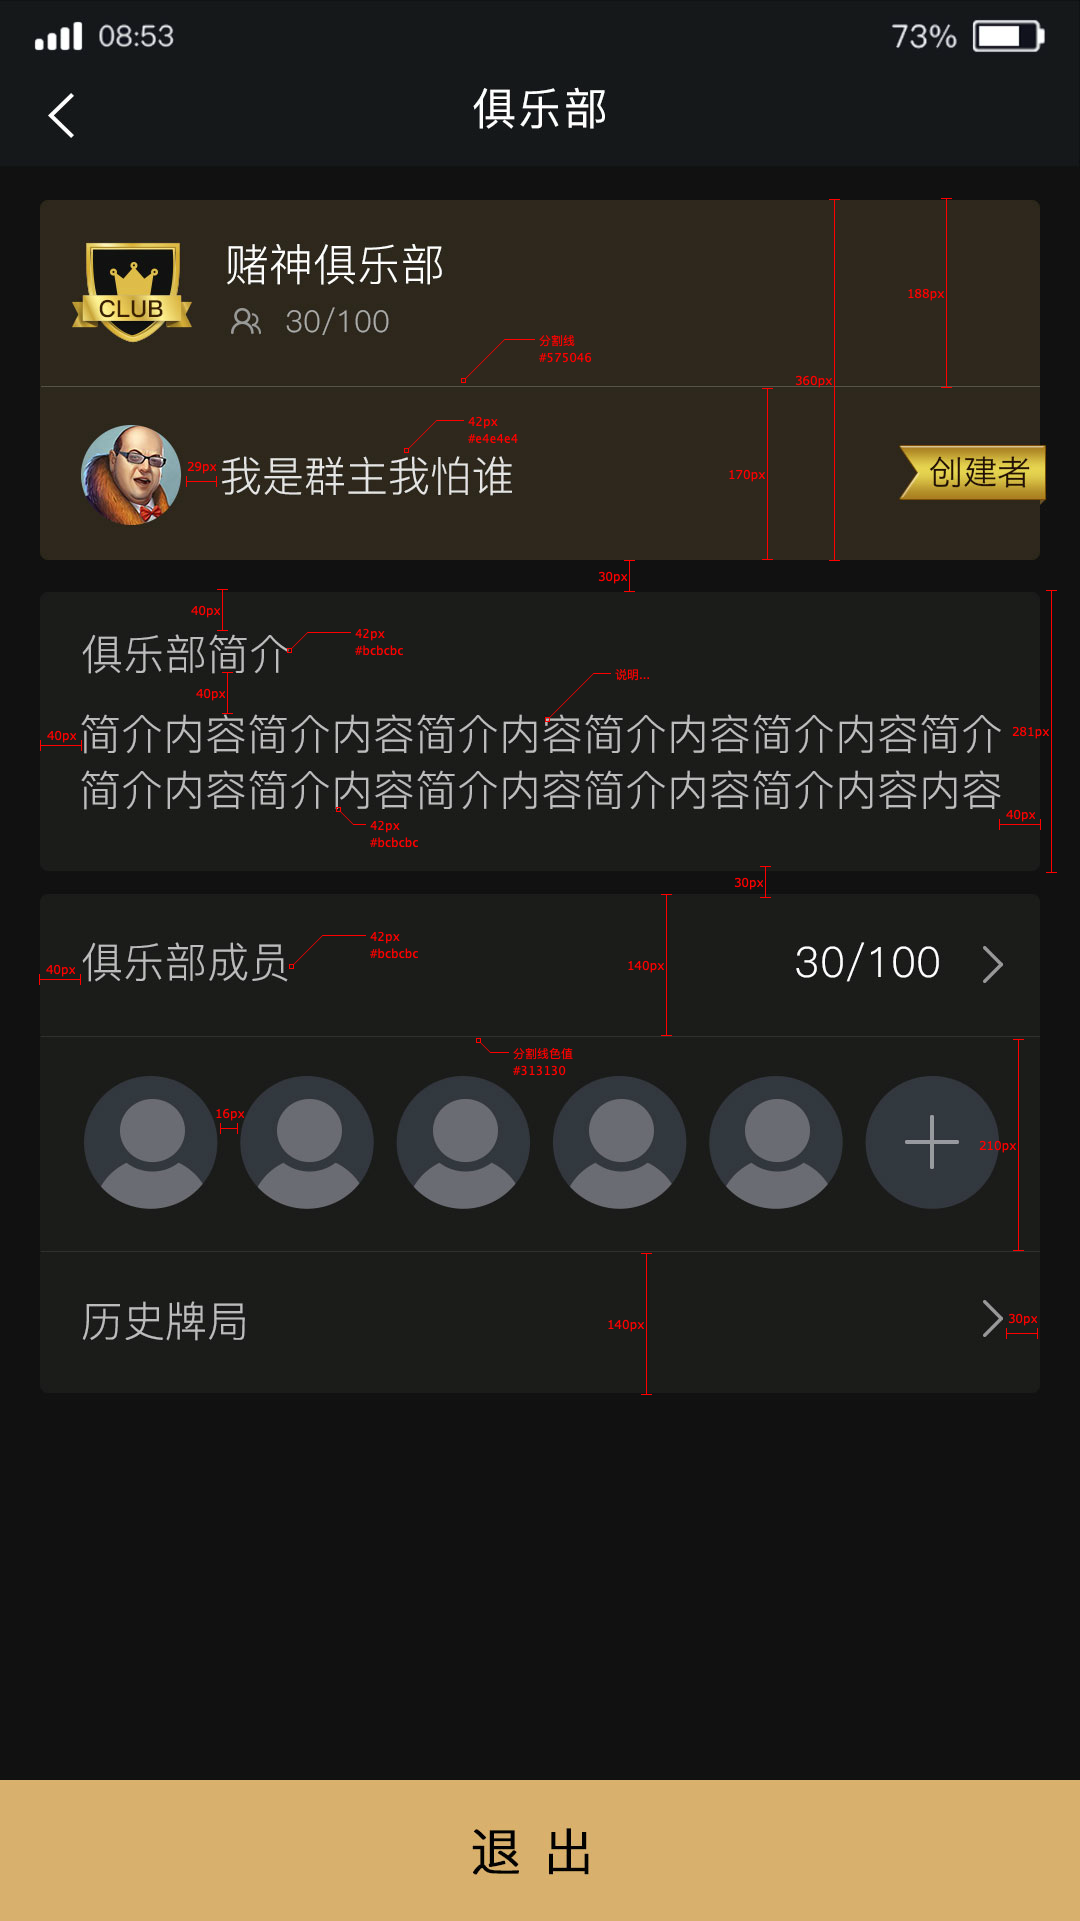 08:53
73%
俱乐部
赌神俱乐部
CLUB
30/100
188px
分割线
#575046
360px
42px
#e4e4e4
29px
我是群主我怕谁
170px
创建者
30px
40px
俱乐部简介
42px
#bcbcbc
40px
说明...
40px
简介内容简介内容简介内容简介内容简介内容简介
281px
简介内容简介内容简介内容简介内容简介内容内容
40px
42px
#bcbcbc
30px
42px
#bcbcbc
40px
俱乐部成员
140px
30/100
分割线色值
#313130
16px
210px
历史牌局
140px
30px
退 出